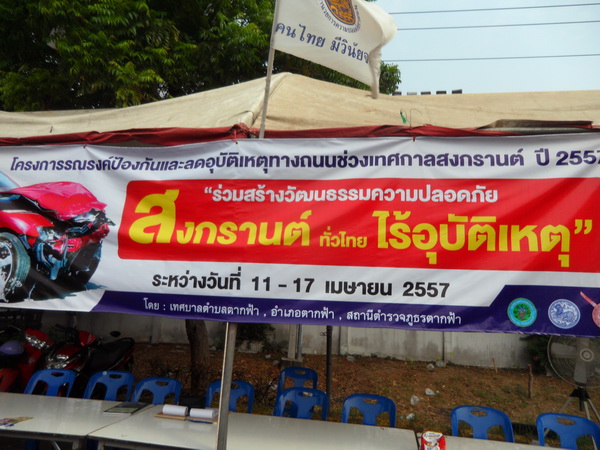 คนไทย มีวินัยจ
โครงการรณรงค์ป้องกันและลดอุบัติเหตุทางถนนช่วงเทศกาลสงกรานต์ ปี 2557
“ร่วมสร้างวัฒนธรรมความปลอดภัย
สงกรานต์ ทั่วไทย ไร้อุบัติเหตุ”
ระหว่างวันที่ 11 - 17 เมษายน 2557
โดย : เทศบาลตำบลตากฟ้า , อำเภอตากฟ้า , สถานีตำรวจภูธรตากฟ้า